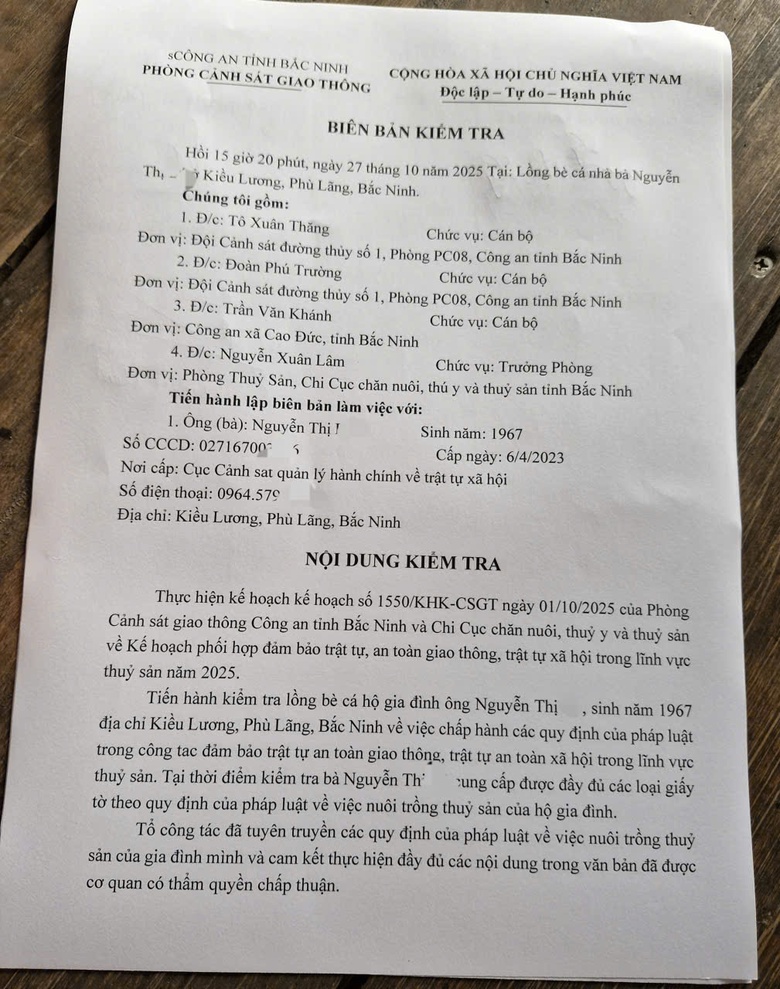 sCÔNG AN TỈNH BẮC NINH
PHÒNG CẢNH SÁT GIAO THÔNG
CỘNG HÒA XÃ HỘI CHỦ NGHĨA VIỆT NAM
Độc lập – Tự do – Hạnh phúc
BIÊN BẢN KIỂM TRA
Hồi 15 giờ 20 phút, ngày 27 tháng 10 năm 2025 Tại: Lồng bè cá nhà bà Nguyễn
Thị Kiều Lương, Phù Lãng, Bắc Ninh.
Chúng tôi gồm:
1. Đ/c: Tô Xuân Thăng Chức vụ: Cán bộ
Đơn vị: Đội Cảnh sát đường thủy số 1, Phòng PC08, Công an tỉnh Bắc Ninh
2. Đ/c: Đoàn Phú Trường Chức vụ: Cán bộ
Đơn vị: Đội Cảnh sát đường thủy số 1, Phòng PC08, Công an tỉnh Bắc Ninh
3. Đ/c: Trần Văn Khánh Chức vụ: Cán bộ
Đơn vị: Công an xã Cao Đức, tỉnh Bắc Ninh
4. Đ/c: Nguyễn Xuân Lâm Chức vụ: Trưởng Phòng
Đơn vị: Phòng Thuỷ Sản, Chi Cục chăn nuôi, thú y và thuỷ sản tỉnh Bắc Ninh
Tiến hành lập biên bản làm việc với:
1. Ông (bà): Nguyễn Thị Sinh năm: 1967
Số CCCD: 02716700 Cấp ngày: 6/4/2023
Nơi cấp: Cục Cảnh sat quản lý hành chính về trật tự xã hội
Số điện thoại: 0964.579
Địa chỉ: Kiều Lương, Phù Lãng, Bắc Ninh
NỘI DUNG KIỂM TRA
Thực hiện kế hoạch kế hoạch số 1550/KHK-CSGT ngày 01/10/2025 của Phòng
Cảnh sát giao thông Công an tỉnh Bắc Ninh và Chi Cục chăn nuôi, thuỷ y và thuỷ sản
về Kế hoạch phối hợp đảm bảo trật tự, an toàn giao thông, trật tự xã hội trong lĩnh vực
thuỷ sản năm 2025.
Tiến hành kiểm tra lồng bè cá hộ gia đình ông Nguyễn Thị , sinh năm 1967
địa chỉ Kiều Lương, Phù Lãng, Bắc Ninh về việc chấp hành các quy định của pháp luật
trong công tac đảm bảo trật tự an toàn giao thông, trật tự an toàn xã hội trong lĩnh vực
thuỷ sản. Tại thời điểm kiểm tra bà Nguyễn Th cung cấp được đầy đủ các loại giấy
tờ theo quy định của pháp luật về việc nuôi trồng thuỷ sản của hộ gia đình.
Tổ công tác đã tuyên truyền các quy định của pháp luật về việc nuôi trồng thuỷ
sản của gia đình mình và cam kết thực hiện đầy đủ các nội dung trong văn bản đã được
cơ quan có thẩm quyền chấp thuận.